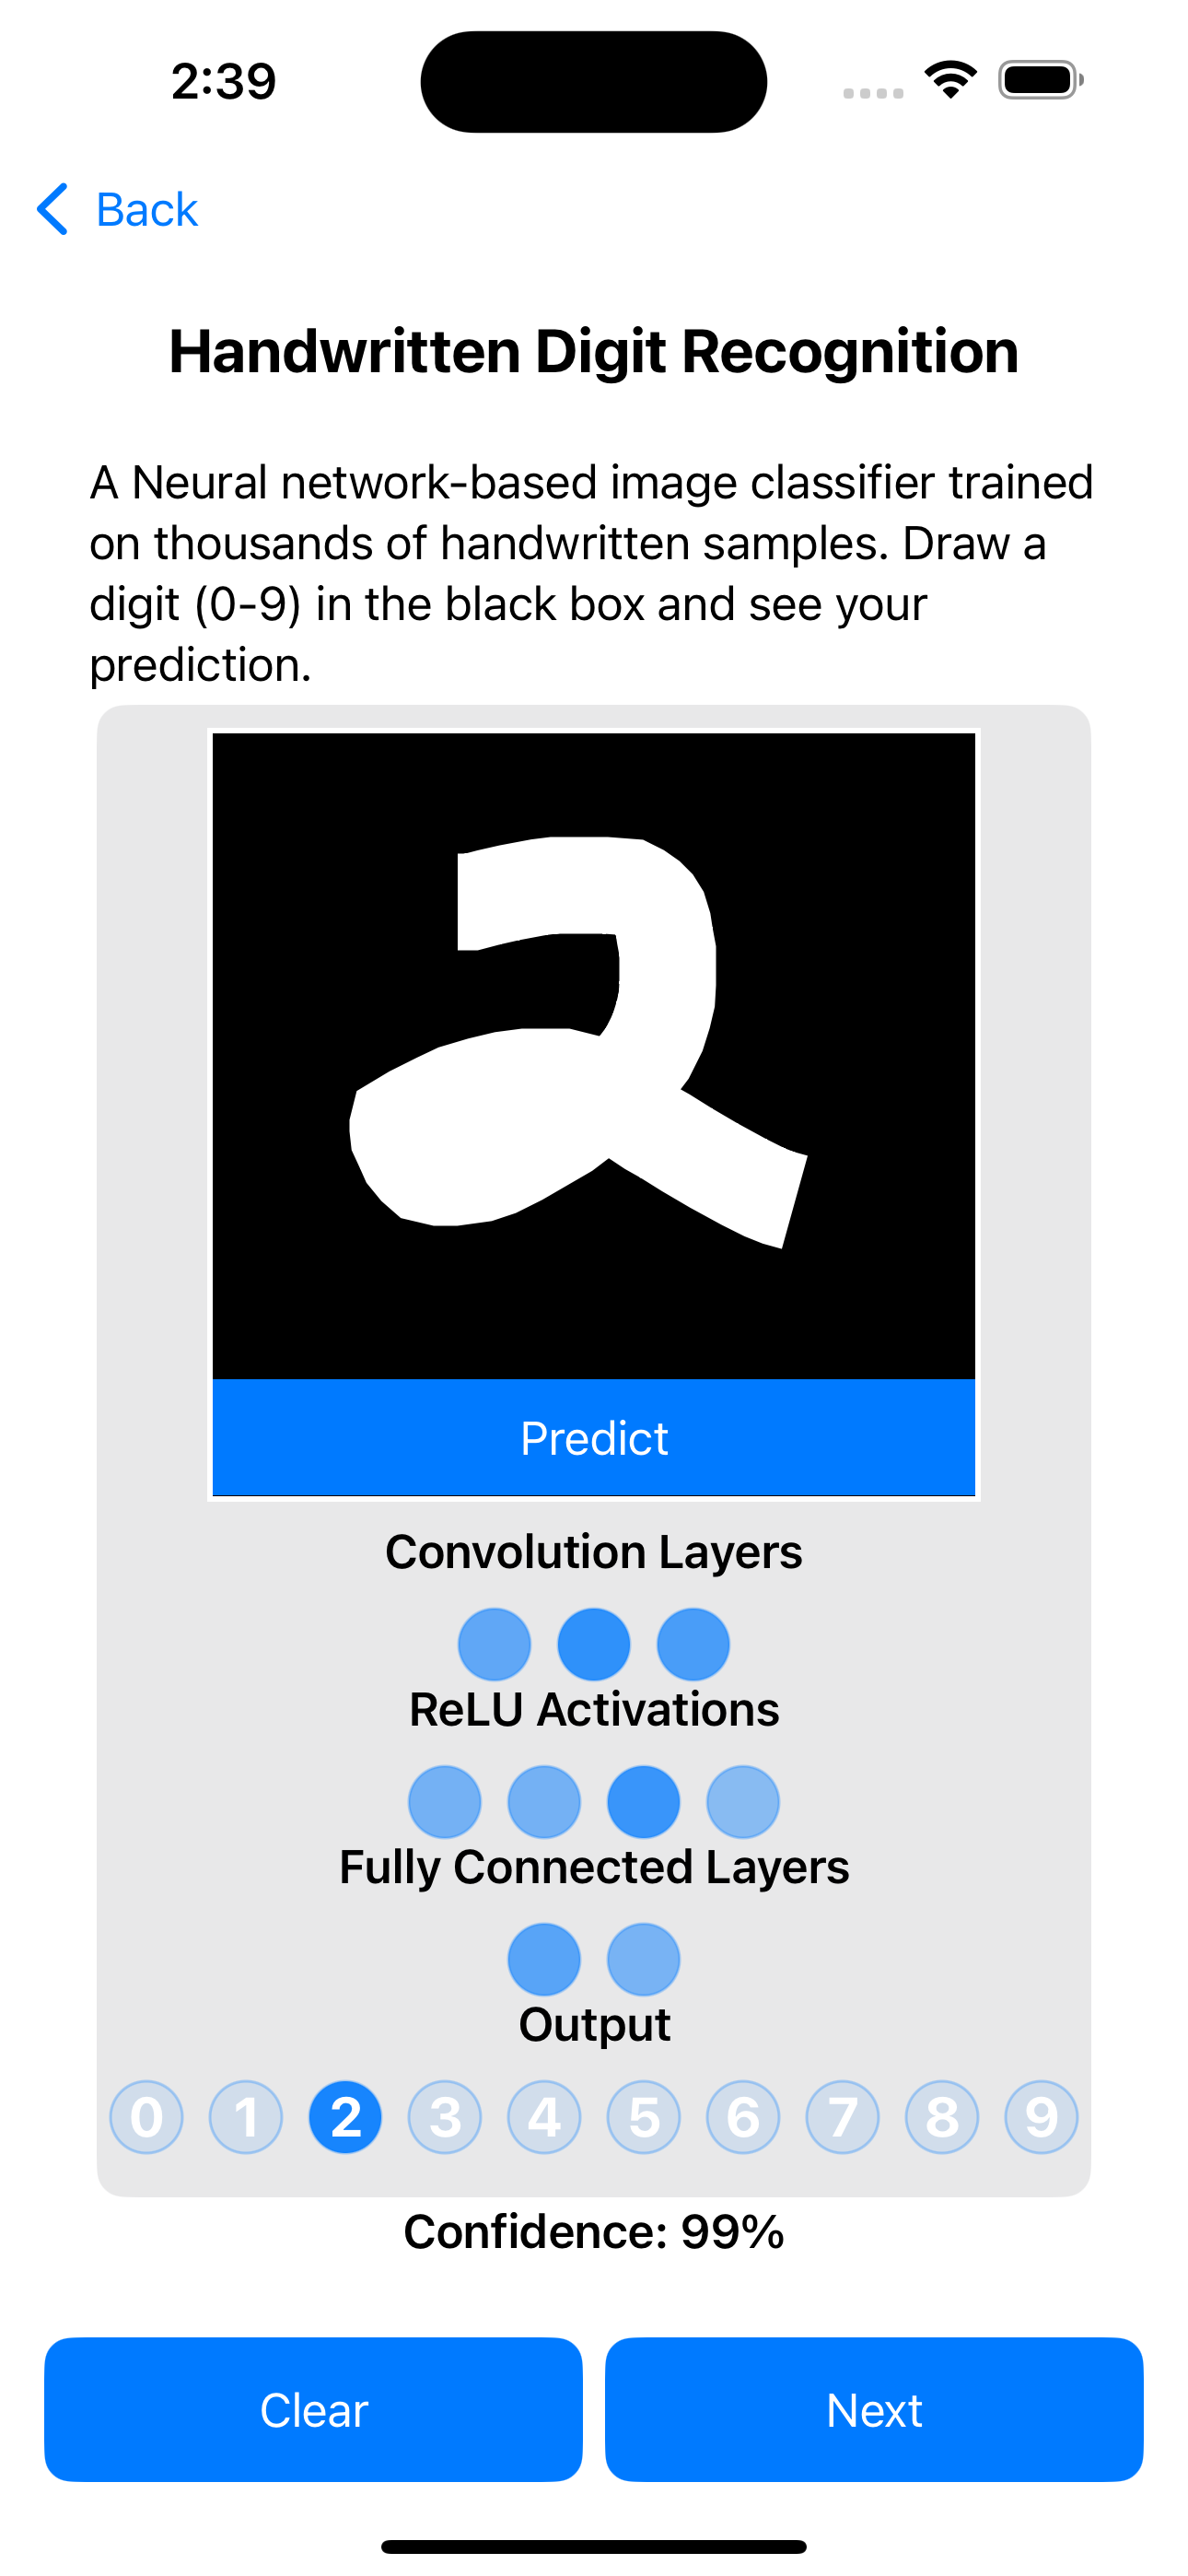 2:39
Back
Handwritten Digit Recognition
A Neural network-based image classifier trained
on thousands of handwritten samples. Draw a
digit (0-9) in the black box and see your
prediction.
2
Predict
Convolution Layers
ReLU Activations
Fully Connected Layers
Output
0 1 2 3 4 5 6 7 8 9
Confidence: 99%
Clear Next